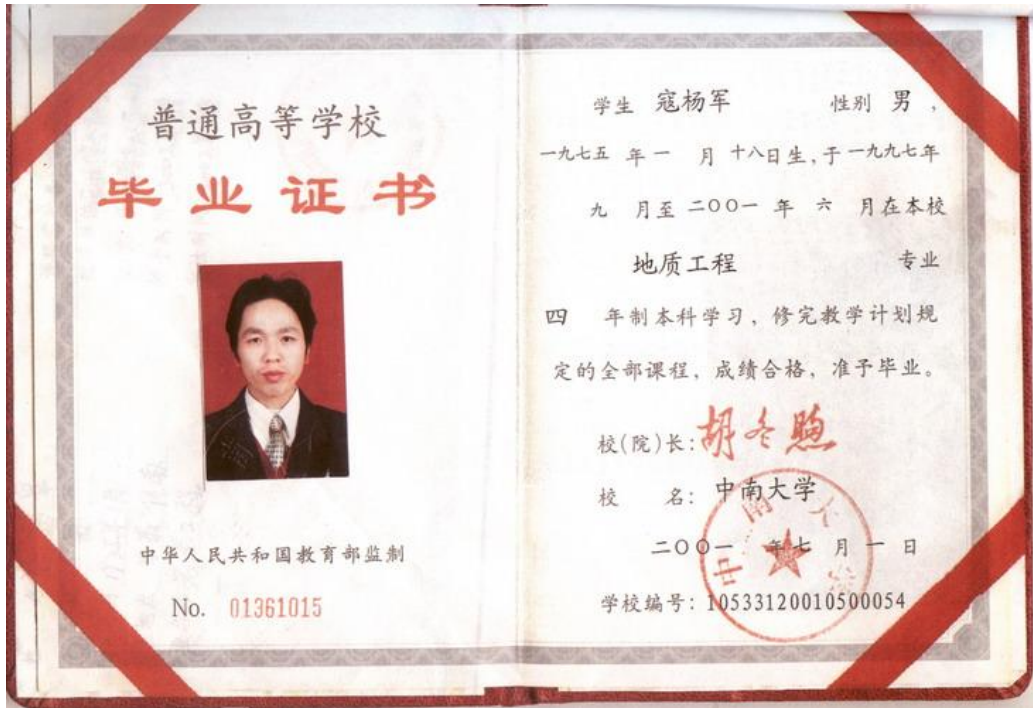 普通高等学校
毕业证书
中华人民共和国教育部监制
No. 01361015
学生 寇杨军 性别 男，
一九七五 年 一 月 十八日生，于 一九九七年
九 月至 二〇〇一 年 六 月在本校
地质工程 专业
四 年制本科学习，修完教学计划规
定的全部课程，成绩合格，准予毕业。
校(院)长：胡冬煦
校 名：中南大学
二〇〇一 年 七 月 一 日
学校编号：10533120010500054
中南大学